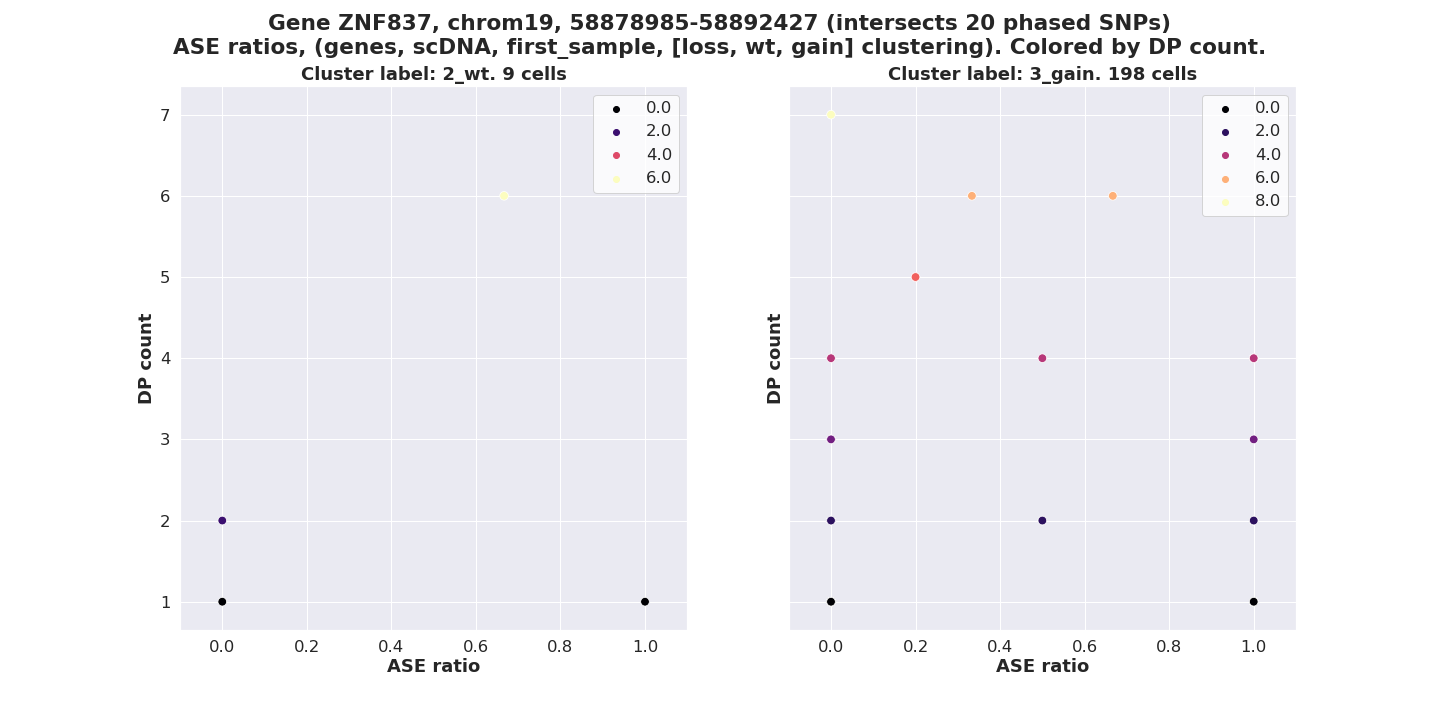 Gene ZNF837, chrom19, 58878985-58892427 (intersects 20 phased SNPs)
ASE ratios, (genes, scDNA, first_sample, [loss, wt, gain] clustering). Colored by DP count.
Cluster label: 2_wt. 9 cells
0.0
2.0
4.0
6.0
7
6
5
4
3
2
1
DP count
0.0 0.2 0.4 0.6 0.8 1.0
ASE ratio
Cluster label: 3_gain. 198 cells
0.0
2.0
4.0
6.0
8.0
DP count
0.0 0.2 0.4 0.6 0.8 1.0
ASE ratio